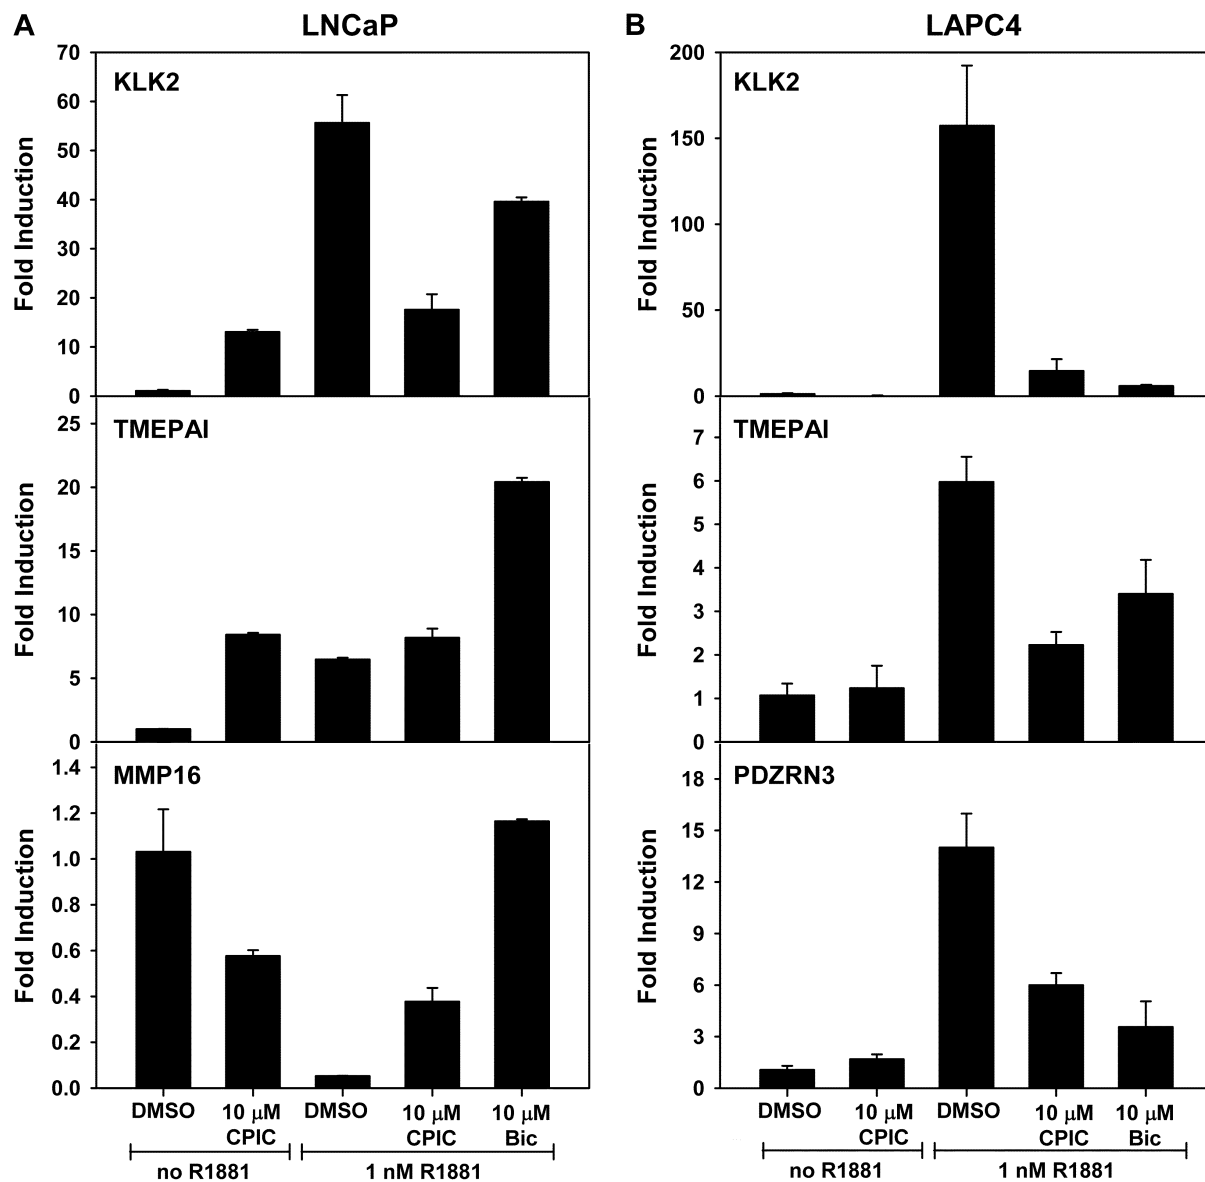 A LNCaP
KLK2
Fold Induction
70
60
50
40
30
20
10
0
TMEPAI
Fold Induction
25
20
15
10
5
0
MMP16
Fold Induction
1.4
1.2
1.0
0.8
0.6
0.4
0.2
0.0
DMSO 10 µM DMSO 10 µM 10 µM
CPIC CPIC Bic
no R1881 1 nM R1881
B LAPC4
KLK2
Fold Induction
200
150
100
50
0
TMEPAI
Fold Induction
7
6
5
4
3
2
1
0
PDZRN3
Fold Induction
18
15
12
9
6
3
0
DMSO 10 µM DMSO 10 µM 10 µM
CPIC CPIC Bic
no R1881 1 nM R1881